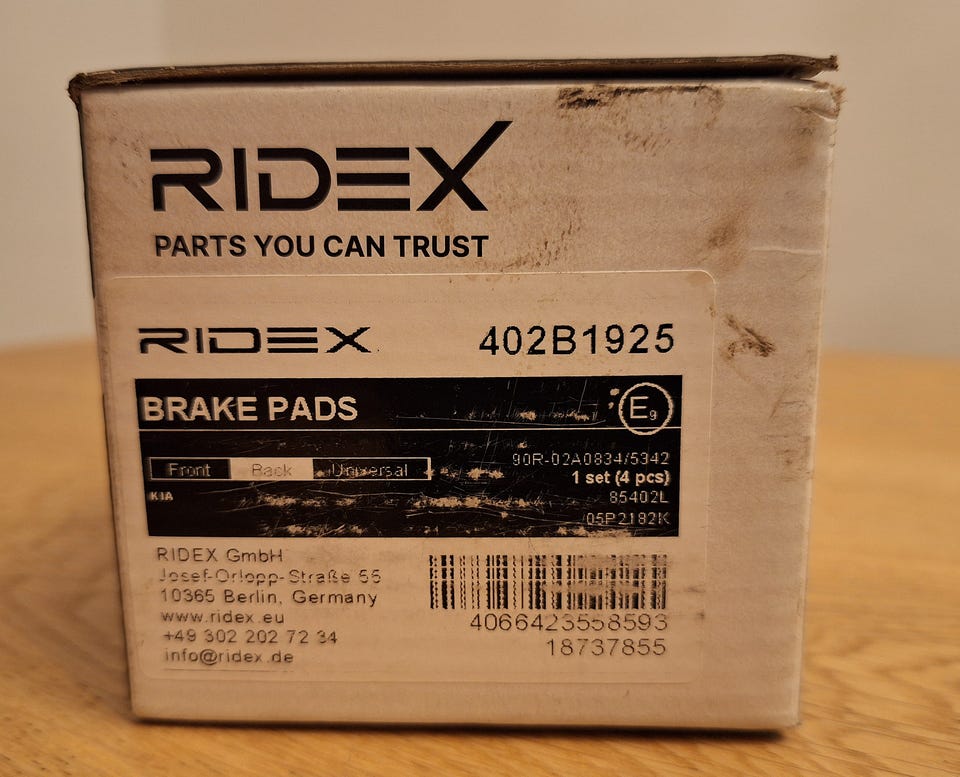 RIDEX
PARTS YOU CAN TRUST
RIDEX 402B1925
BRAKE PADS E9
90R-02A0834/5342
Front Back Universal 1 set (4 pcs)
KIA 85402L
05P2182K
RIDEX GmbH
Josef-Orlopp-Straße 55
10365 Berlin, Germany
www.ridex.eu
+49 302 202 72 34
info@ridex.de
4066423558593
18737855